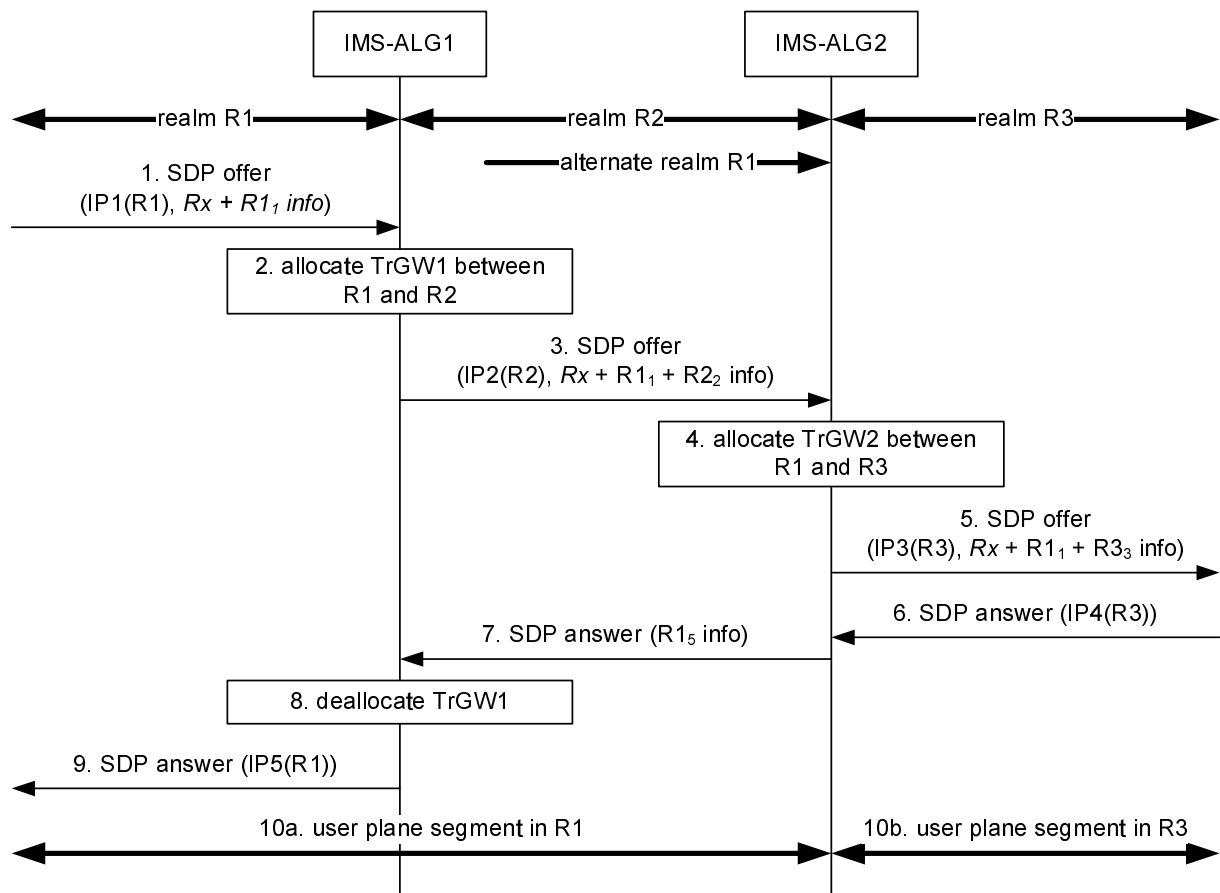 IMS-ALG1
IMS-ALG2
realm R1
realm R2
realm R3
alternate realm R1
1. SDP offer
(IP1(R1), Rx + R1₁ info)
2. allocate TrGW1 between
R1 and R2
3. SDP offer
(IP2(R2), Rx + R1₁ + R2₂ info)
4. allocate TrGW2 between
R1 and R3
5. SDP offer
(IP3(R3), Rx + R1₁ + R3₃ info)
6. SDP answer (IP4(R3))
7. SDP answer (R1₅ info)
8. deallocate TrGW1
9. SDP answer (IP5(R1))
10a. user plane segment in R1
10b. user plane segment in R3